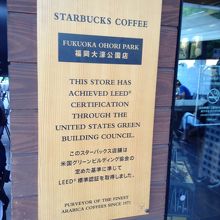 STARBUCKS COFFEE
FUKUOKA OHORI PARK
福岡大濠公園店
THIS STORE HAS
ACHIEVED LEED®
CERTIFICATION
THROUGH THE
UNITED STATES GREEN
BUILDING COUNCIL.
このスターバックス店舗は
米国グリーンビルディング協会の
定めた基準に準じて
LEED®標準認証を取得しました。
PURVEYOR OF THE FINEST
ARABICA COFFEES SINCE 1971